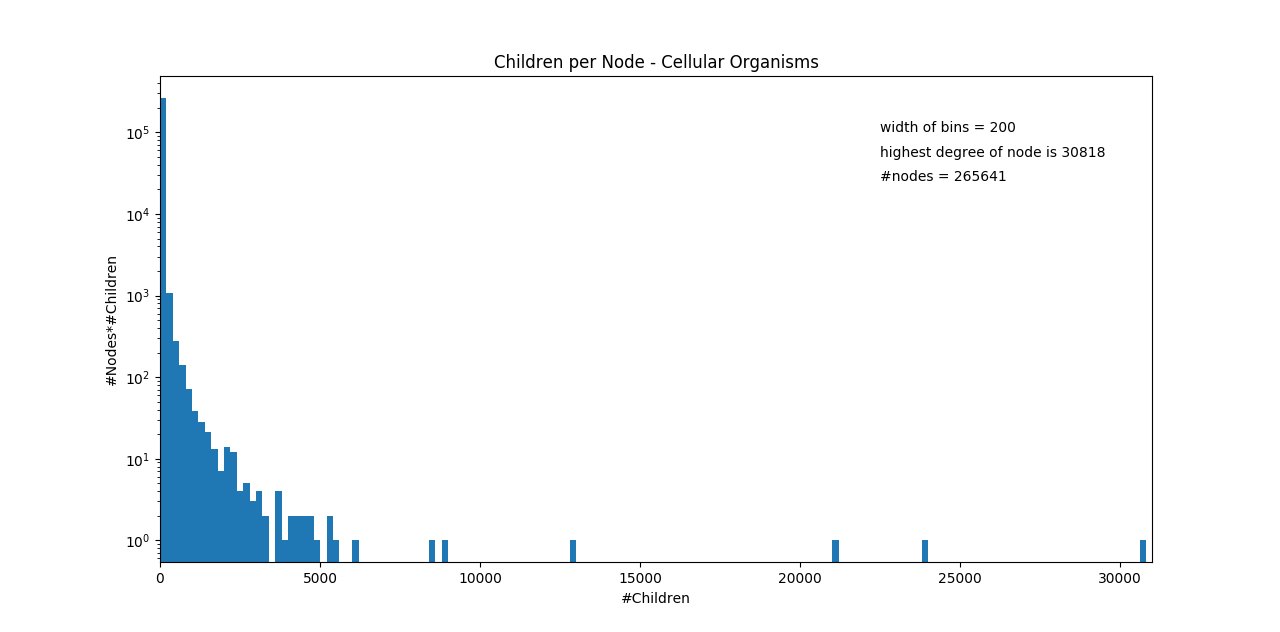 Children per Node - Cellular Organisms
width of bins = 200
highest degree of node is 30818
#nodes = 265641
#Nodes*#Children
10^5
10^4
10^3
10^2
10^1
10^0
0 5000 10000 15000 20000 25000 30000
#Children